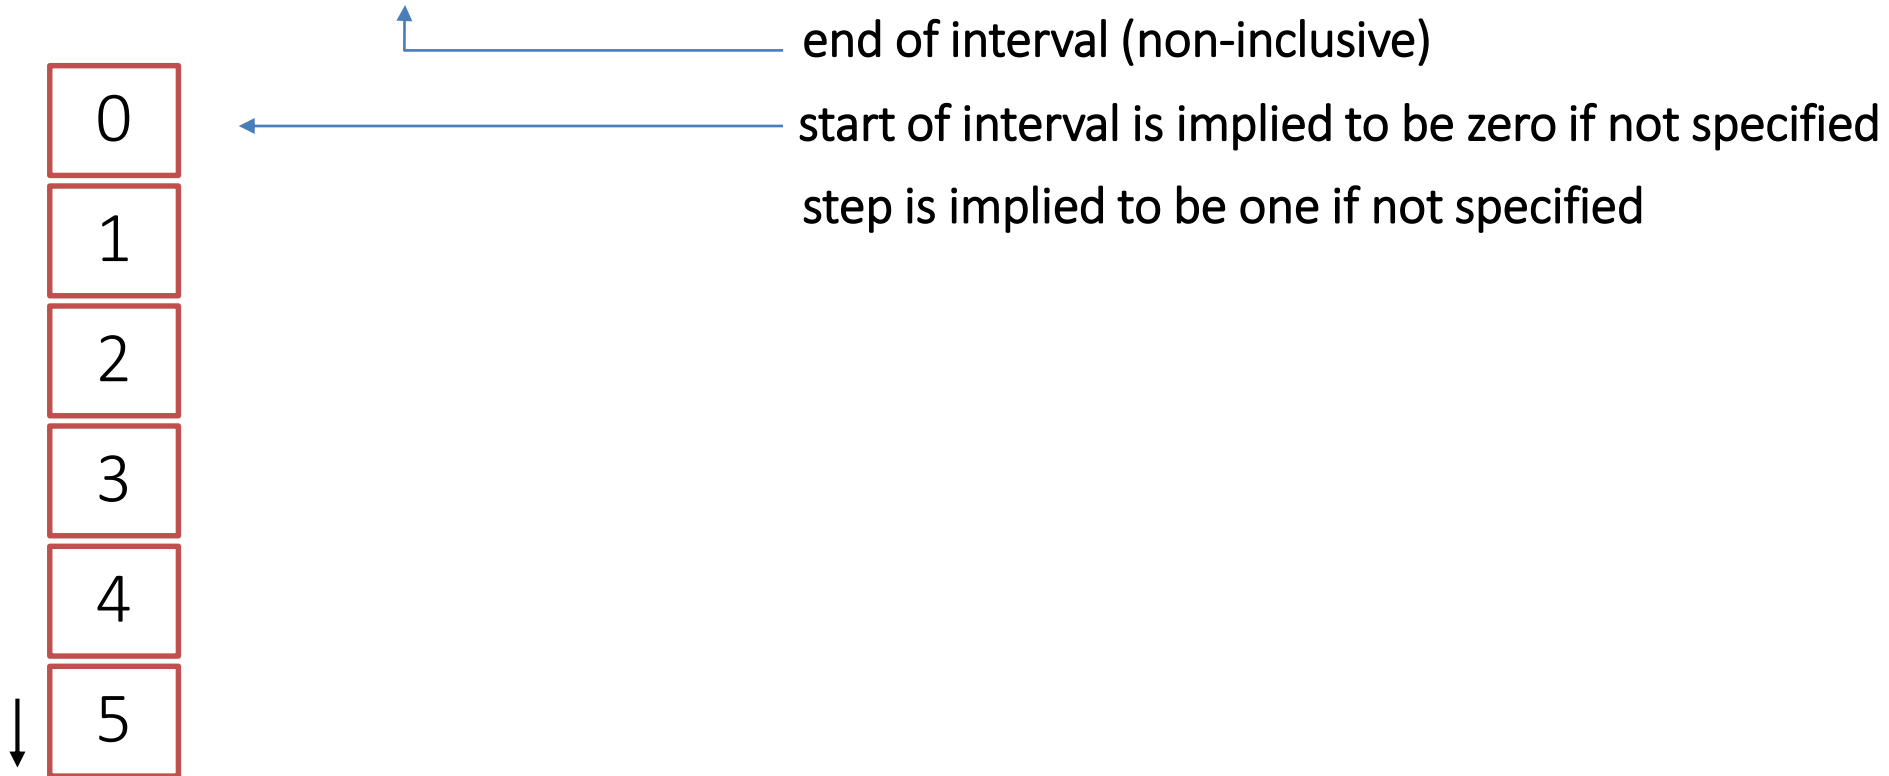 end of interval (non-inclusive)
0
start of interval is implied to be zero if not specified
step is implied to be one if not specified
1
2
3
4
5